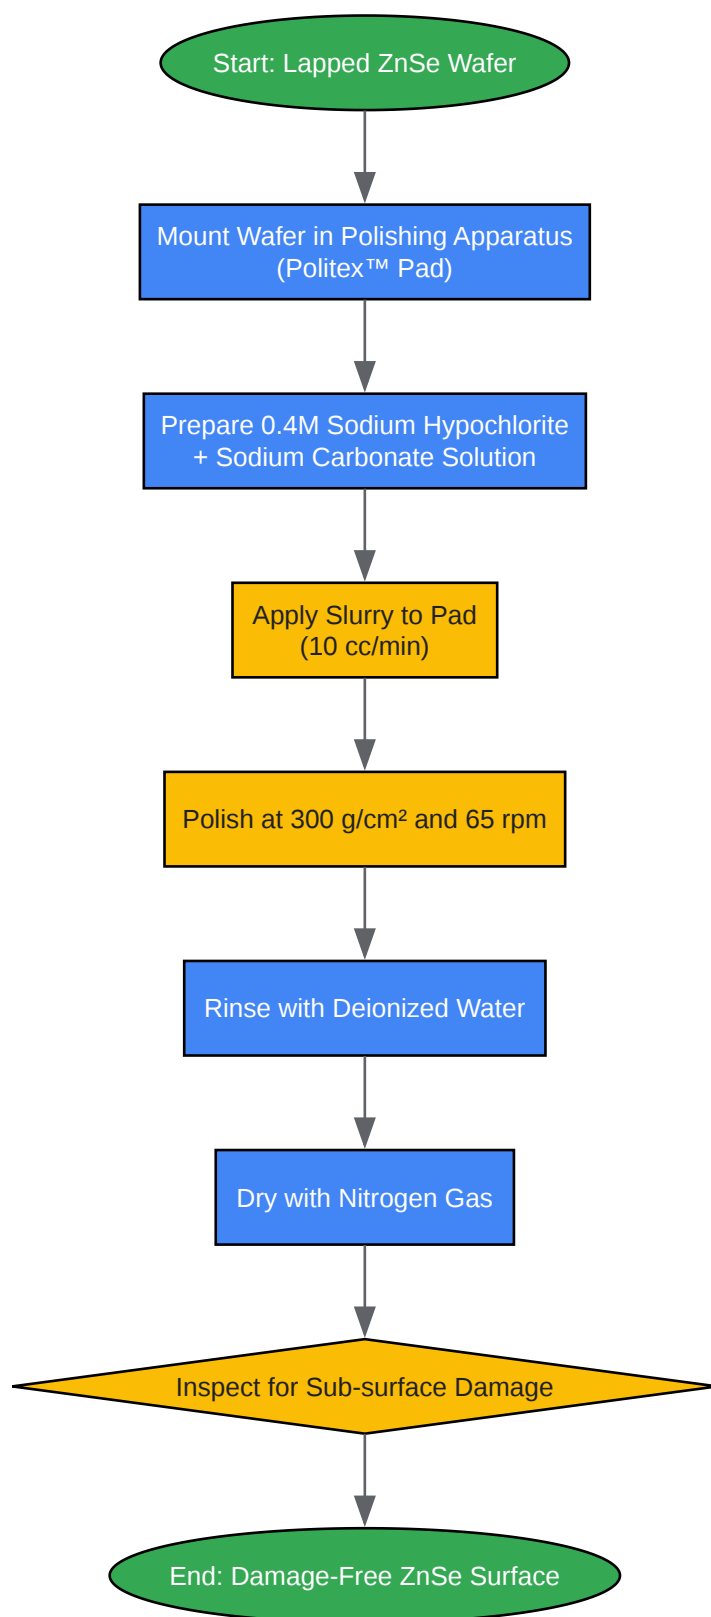 Start: Lapped ZnSe Wafer
Mount Wafer in Polishing Apparatus
(Politex™ Pad)
Prepare 0.4M Sodium Hypochlorite
+ Sodium Carbonate Solution
Apply Slurry to Pad
(10 cc/min)
Polish at 300 g/cm² and 65 rpm
Rinse with Deionized Water
Dry with Nitrogen Gas
Inspect for Sub-surface Damage
End: Damage-Free ZnSe Surface